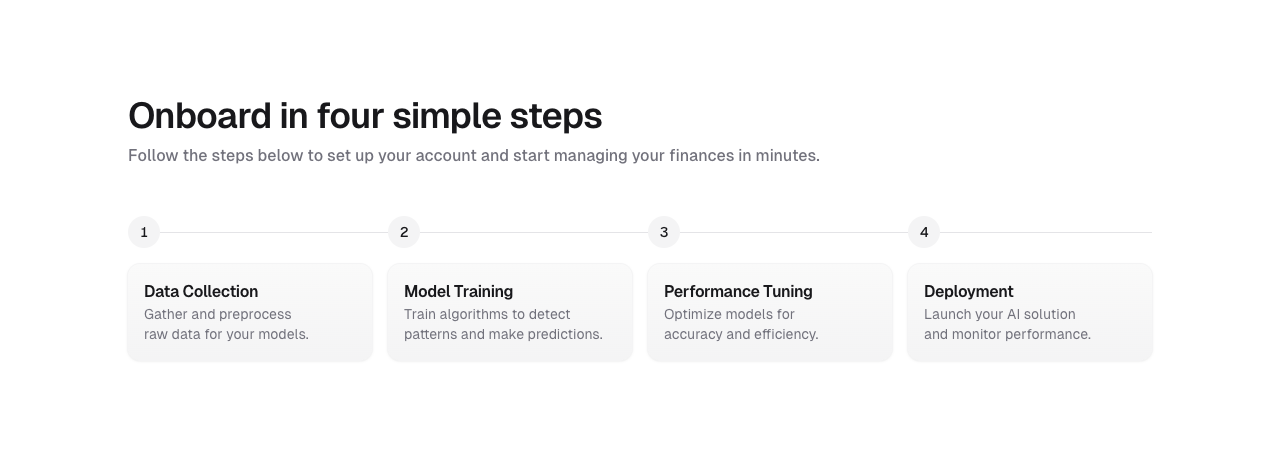 Onboard in four simple steps
Follow the steps below to set up your account and start managing your finances in minutes.
1
2
3
4
Data Collection
Gather and preprocess
raw data for your models.
Model Training
Train algorithms to detect
patterns and make predictions.
Performance Tuning
Optimize models for
accuracy and efficiency.
Deployment
Launch your AI solution
and monitor performance.